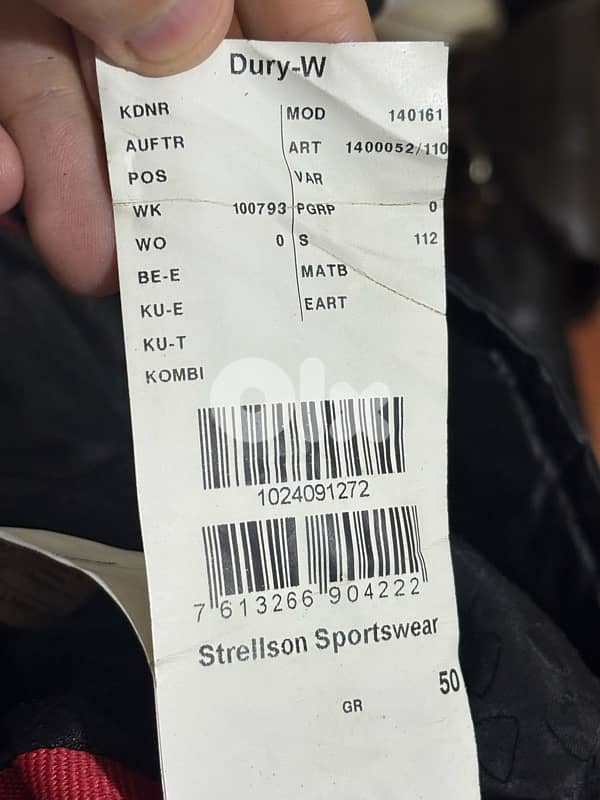 Dury-W
KDNR MOD 140161
AUFTR ART 1400052/110
POS VAR
WK 100793 PGRP 0
WO 0 S 112
BE-E MATB
KU-E EART
KU-T
KOMBI
olx
1024091272
7 613266 904222
Strellson Sportswear
GR 50